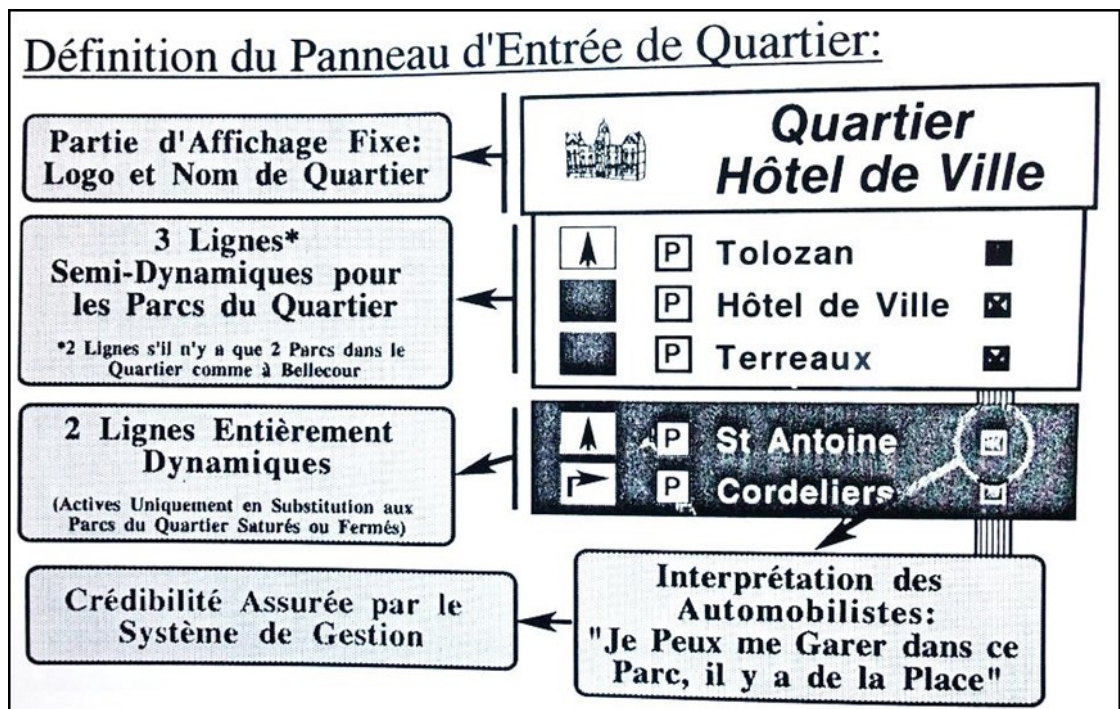 Définition du Panneau d'Entrée de Quartier:
Partie d'Affichage Fixe:
Logo et Nom de Quartier
3 Lignes*
Semi-Dynamiques pour
les Parcs du Quartier
*2 Lignes s'il n'y a que 2 Parcs dans le
Quartier comme à Bellecour
2 Lignes Entièrement
Dynamiques
(Actives Uniquement en Substitution aux
Parcs du Quartier Saturés ou Fermés)
Crédibilité Assurée par le
Système de Gestion
Quartier
Hôtel de Ville
P Tolozan
P Hôtel de Ville
P Terreaux
P St Antoine
P Cordeliers
Interprétation des
Automobilistes:
"Je Peux me Garer dans ce
Parc, il y a de la Place"